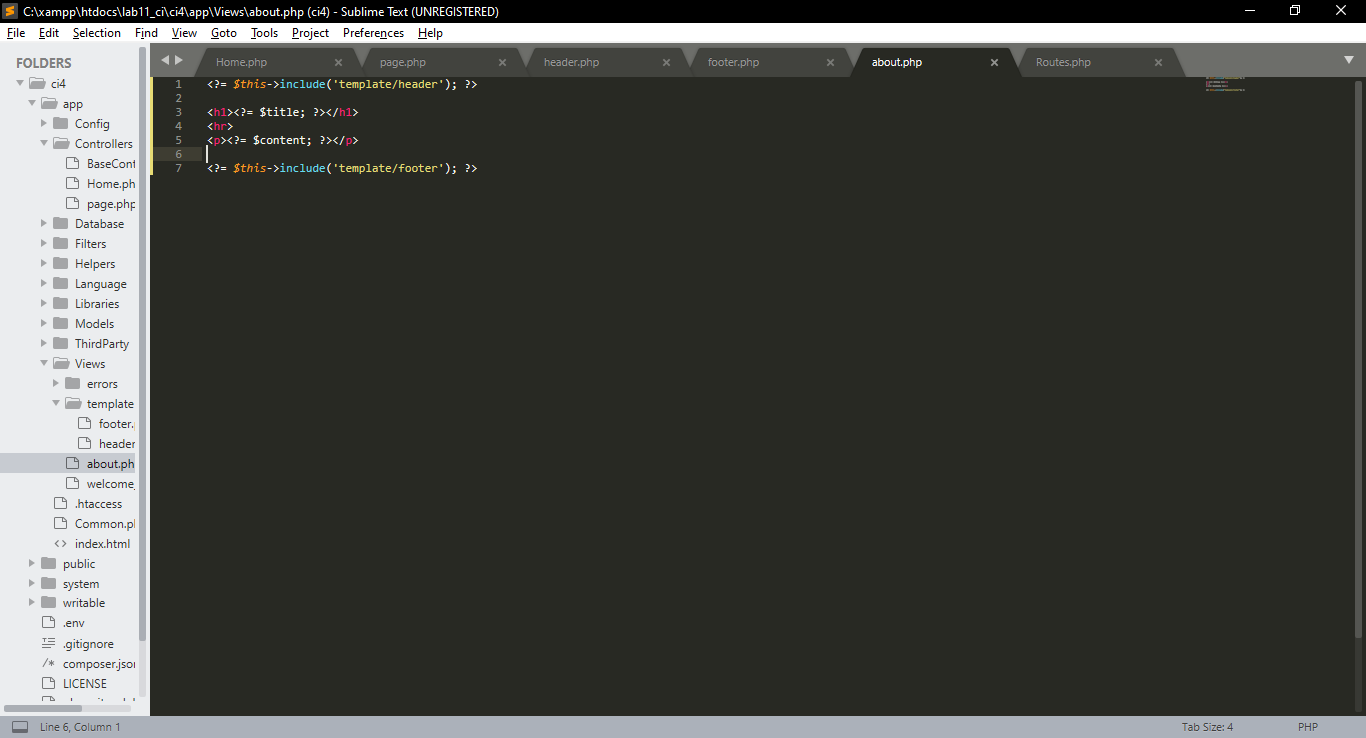 C:\xampp\htdocs\lab11_ci\ci4\app\Views\about.php (ci4) - Sublime Text (UNREGISTERED)
File Edit Selection Find View Goto Tools Project Preferences Help
FOLDERS
ci4
app
Config
Controllers
BaseCont
Home.ph
page.php
Database
Filters
Helpers
Language
Libraries
Models
ThirdParty
Views
errors
template
footer.
header
about.ph
welcome_
.htaccess
Common.pl
index.html
public
system
writable
.env
.gitignore
composer.json
LICENSE
Home.php page.php header.php footer.php about.php Routes.php
1 <?= $this->include('template/header'); ?>
2
3 <h1><?= $title; ?></h1>
4 <hr>
5 <p><?= $content; ?></p>
6
7 <?= $this->include('template/footer'); ?>
Line 6, Column 1 Tab Size: 4 PHP